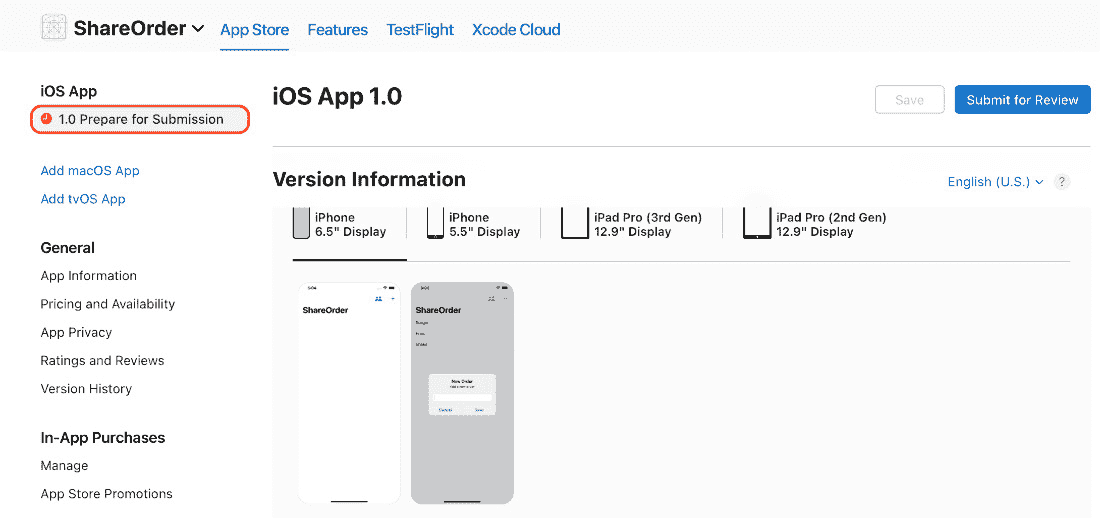 ShareOrder
App Store
Features
TestFlight
Xcode Cloud
iOS App
1.0 Prepare for Submission
Add macOS App
Add tvOS App
General
App Information
Pricing and Availability
App Privacy
Ratings and Reviews
Version History
In-App Purchases
Manage
App Store Promotions
iOS App 1.0
Save
Submit for Review
Version Information
English (U.S.)
?
iPhone
6.5" Display
iPhone
5.5" Display
iPad Pro (3rd Gen)
12.9" Display
iPad Pro (2nd Gen)
12.9" Display
ShareOrder
ShareOrder
New Order
Cancel
Save